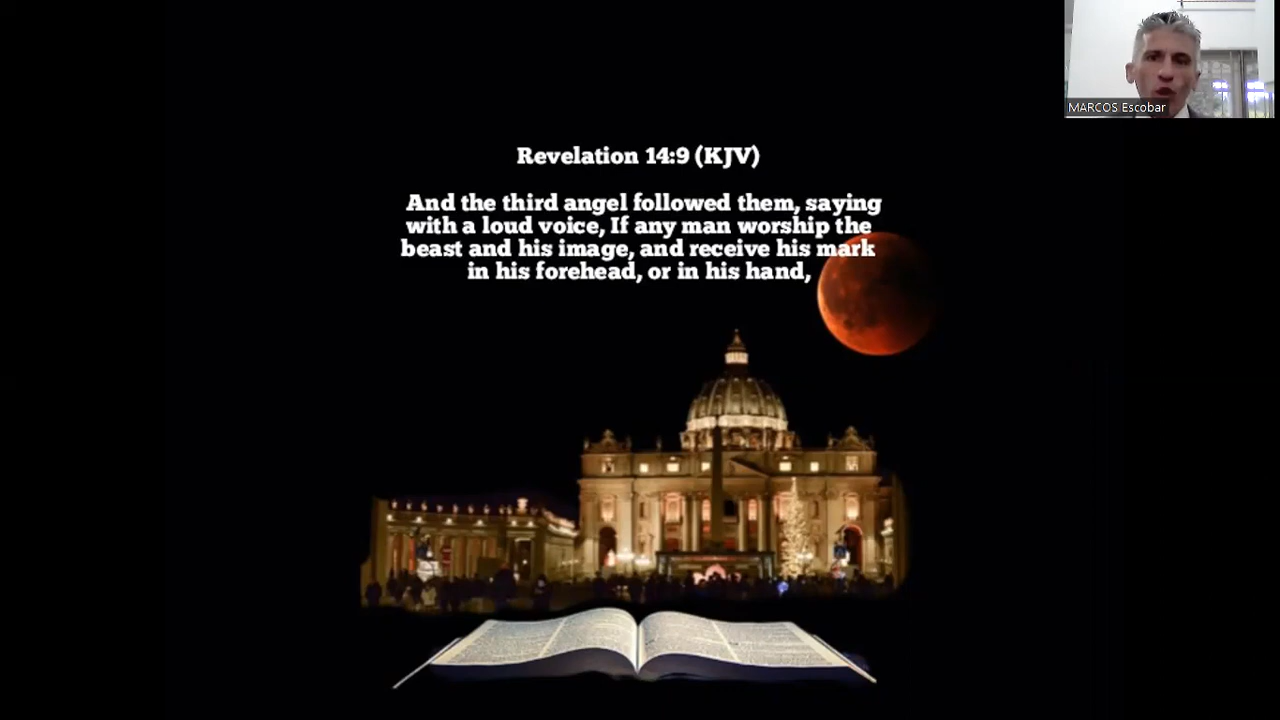 MARCOS Escobar
Revelation 14:9 (KJV)
And the third angel followed them, saying
with a loud voice, If any man worship the
beast and his image, and receive his mark
in his forehead, or in his hand,